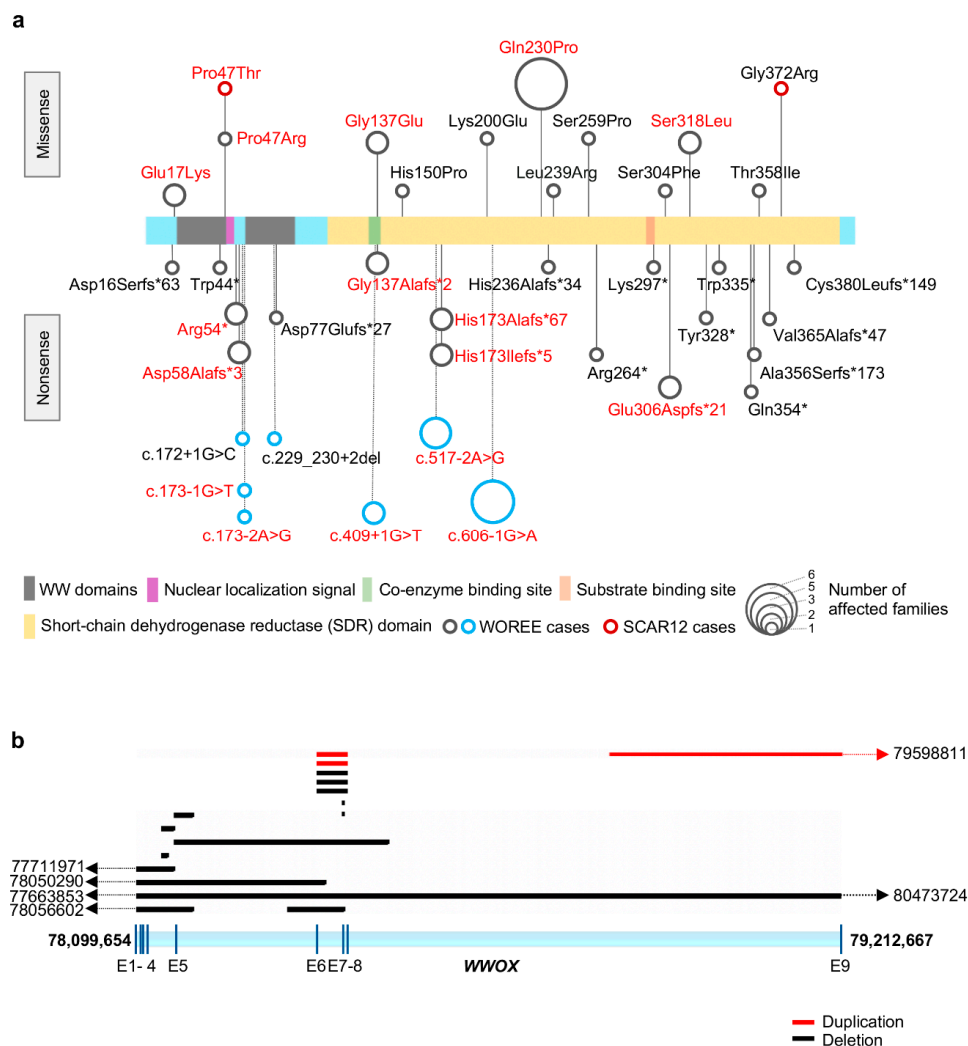 a
Missense
Gln230Pro
Pro47Thr
Gly372Arg
Pro47Arg
Gly137Glu
Lys200Glu
Ser259Pro
Ser318Leu
Glu17Lys
His150Pro
Leu239Arg
Ser304Phe
Thr358Ile
Nonsense
Asp16Serfs*63
Trp44*
Gly137Alafs*2
His236Alafs*34
Lys297*
Trp335*
Cys380Leufs*149
Arg54*
Asp77Glufs*27
His173Alafs*67
Tyr328*
Val365Alafs*47
Asp58Alafs*3
His173Ilefs*5
Arg264*
Ala356Serfs*173
Glu306Aspfs*21
Gln354*
c.172+1G>C
c.229_230+2del
c.517-2A>G
c.173-1G>T
c.173-2A>G
c.409+1G>T
c.606-1G>A
WW domains
Nuclear localization signal
Co-enzyme binding site
Substrate binding site
Short-chain dehydrogenase reductase (SDR) domain
WOREE cases
SCAR12 cases
6
5
3
2
1
Number of
affected families
b
79598811
77711971
78050290
77663853
80473724
78056602
78,099,654
79,212,667
E1- 4
E5
E6
E7-8
WWOX
E9
Duplication
Deletion